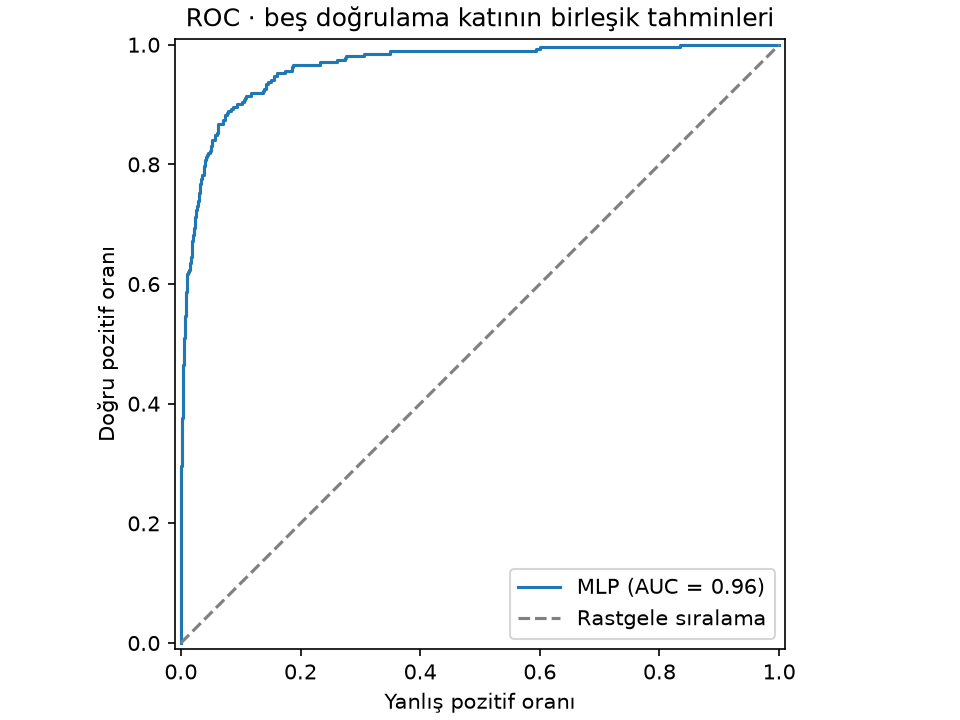 ROC · beş doğrulama katının birleşik tahminleri
1.0
0.8
0.6
0.4
0.2
0.0
Doğru pozitif oranı
MLP (AUC = 0.96)
Rastgele sıralama
0.0 0.2 0.4 0.6 0.8 1.0
Yanlış pozitif oranı